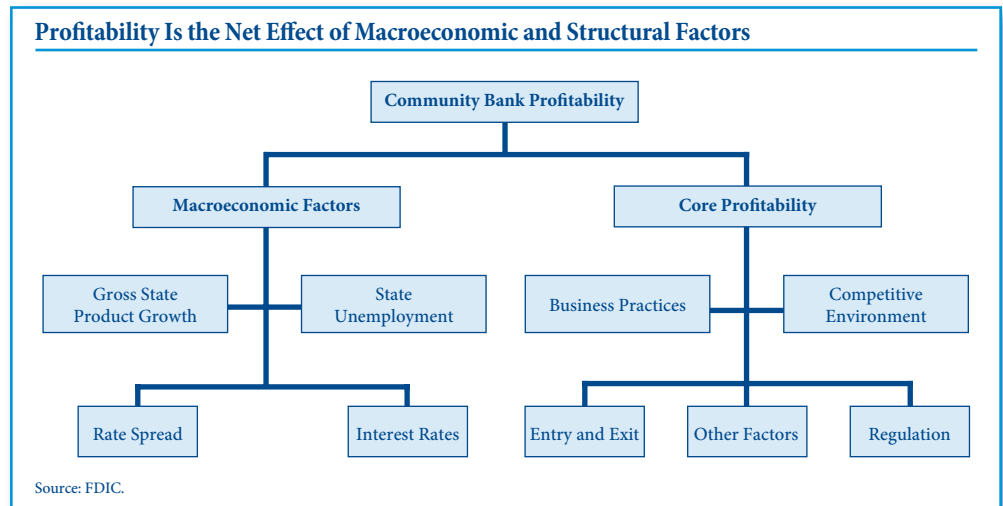 Profitability Is the Net Effect of Macroeconomic and Structural Factors
Community Bank Profitability
Macroeconomic Factors
Core Profitability
Gross State
Product Growth
State
Unemployment
Business Practices
Competitive
Environment
Rate Spread
Interest Rates
Entry and Exit
Other Factors
Regulation
Source: FDIC.